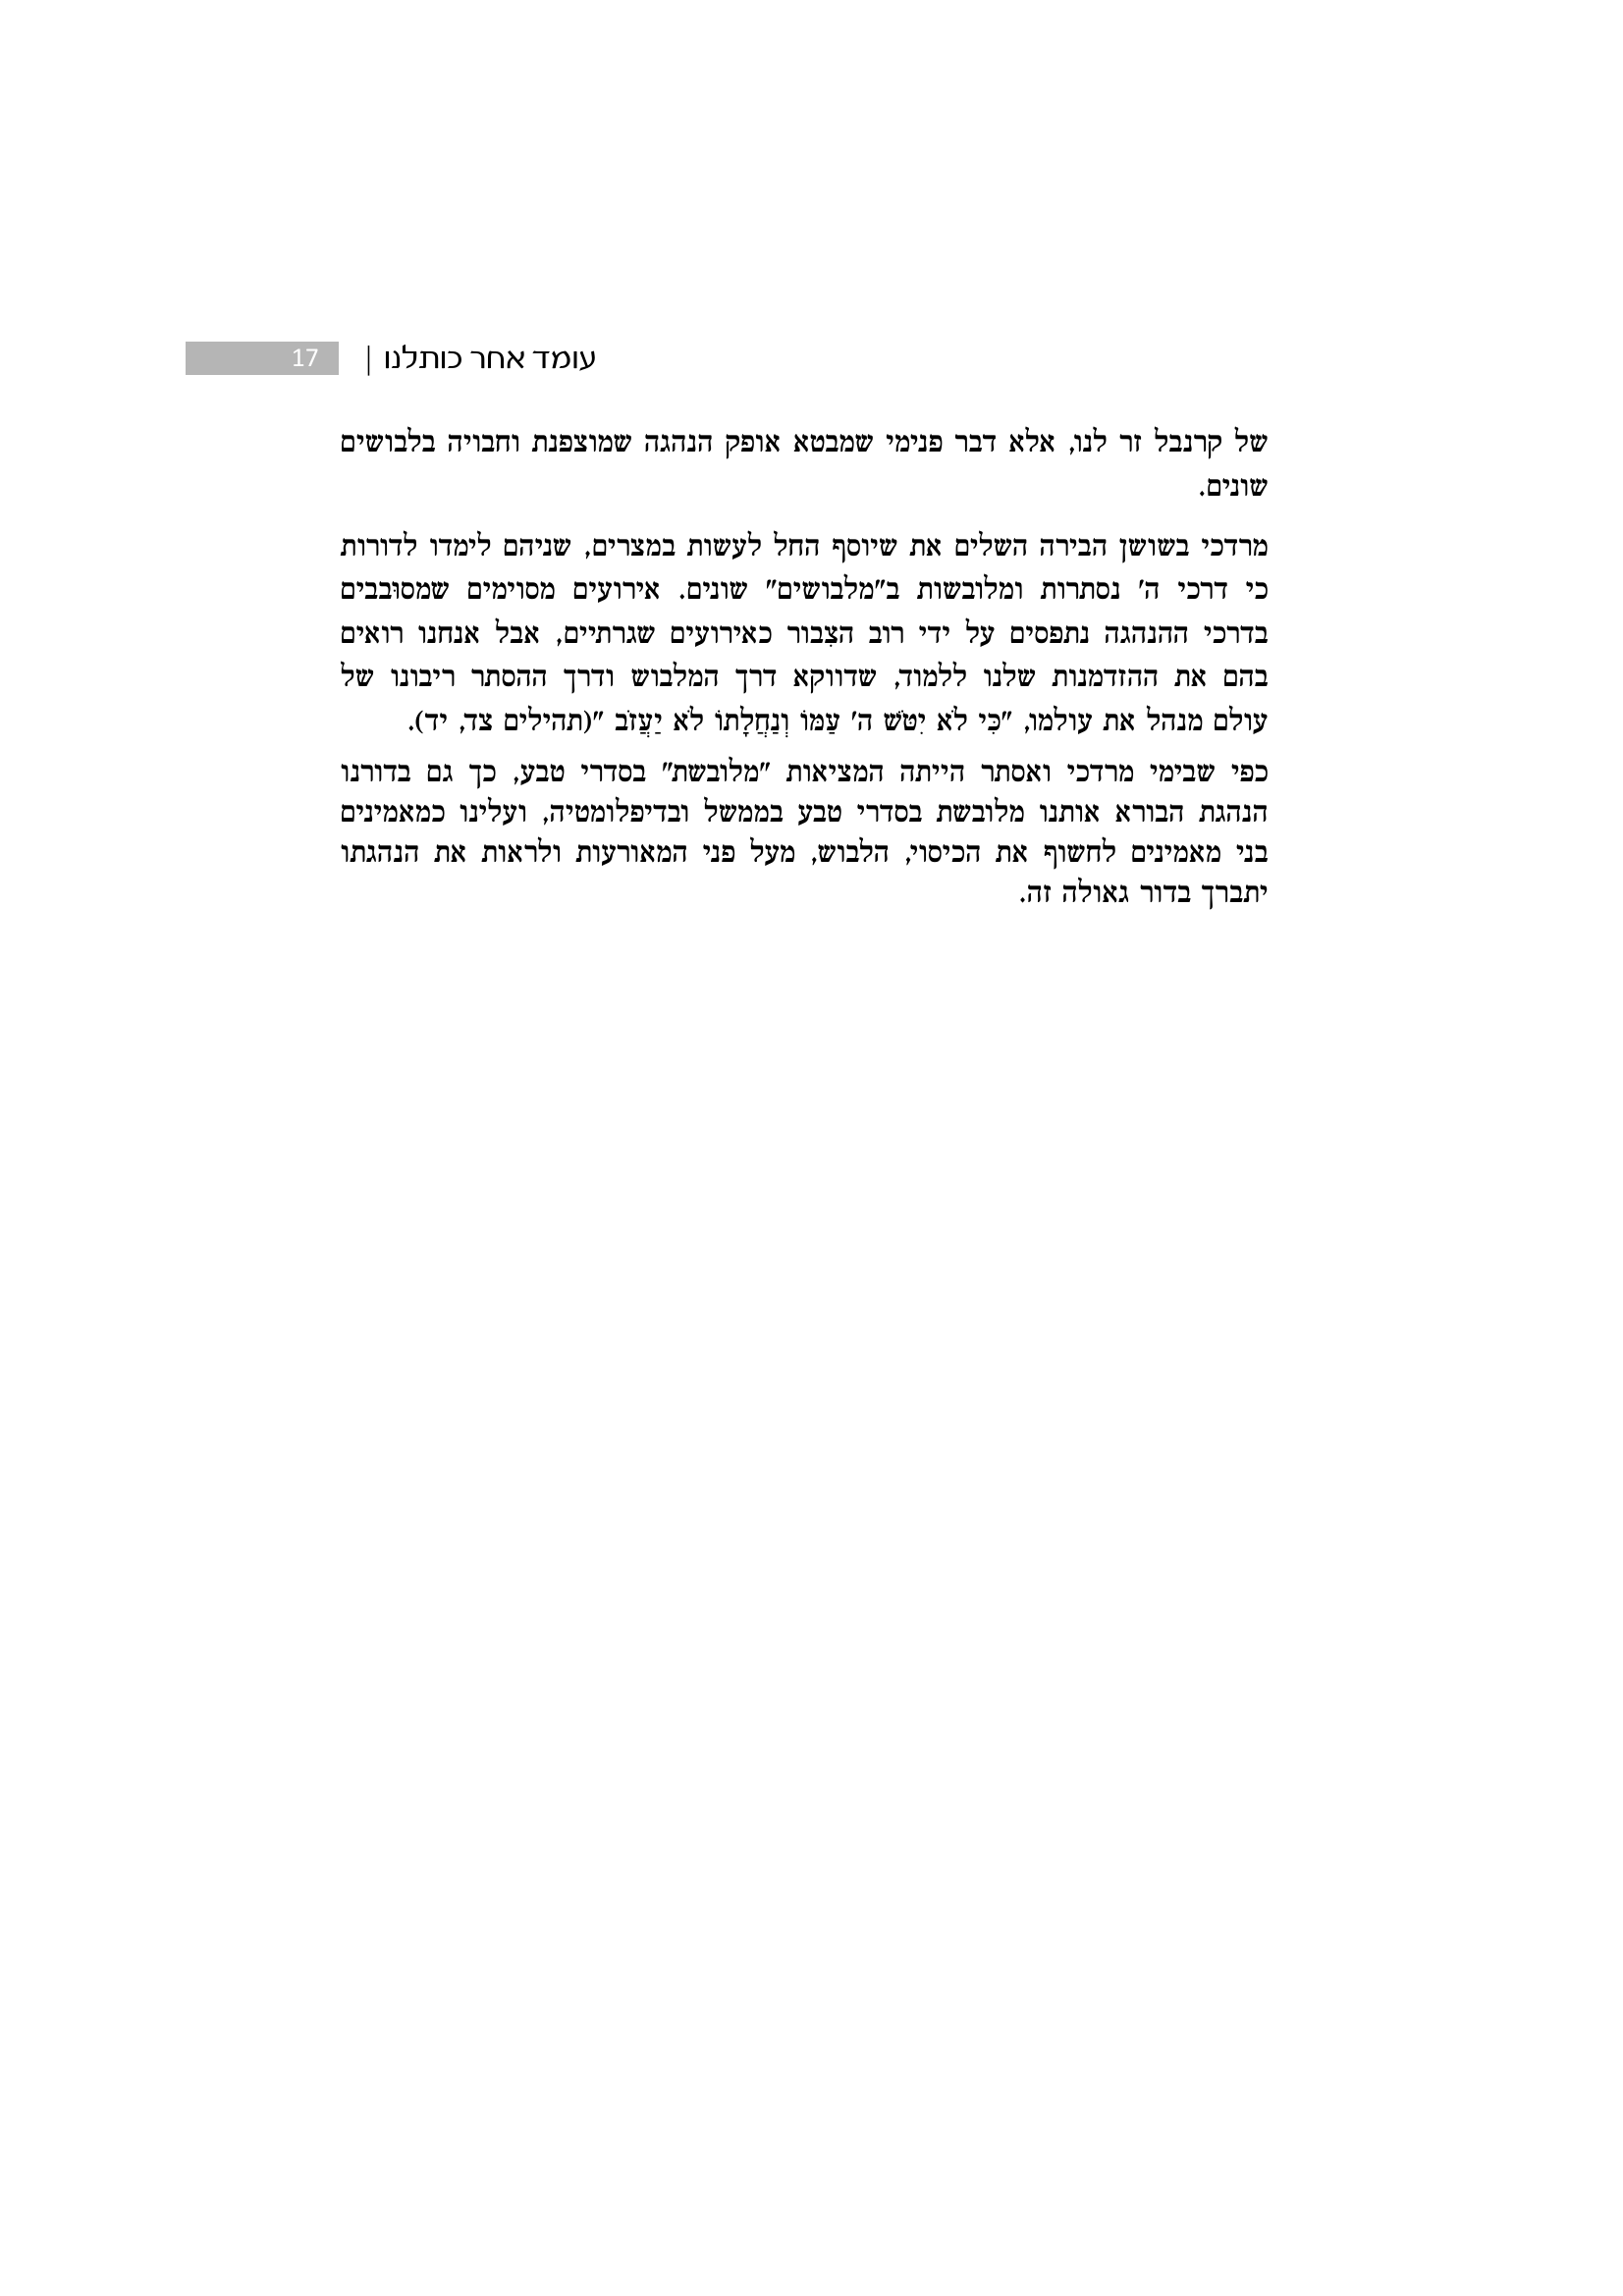 עומד אחר כותלנו | 17
של קרנבל זר לנו, אלא דבר פנימי שמבטא אופק הנהגה שמוצפנת וחבויה בלבושים
שונים.
מרדכי בשושן הבירה השלים את שיוסף החל לעשות במצרים, שניהם לימדו לדורות
כי דרכי ה' נסתרות ומלובשות ב"מלבושים" שונים. אירועים מסוימים שמסוּבבים
בדרכי ההנהגה נתפסים על ידי רוב הצִבור כאירועים שגרתיים, אבל אנחנו רואים
בהם את ההזדמנות שלנו ללמוד, שדווקא דרך המלבוש ודרך ההסתר ריבונו של
עולם מנהל את עולמו, "כִּי לֹא יִטֹּשׁ ה' עַמּוֹ וְנַחֲלָתוֹ לֹא יַעֲזֹב "(תהילים צד, יד).
כפי שבימי מרדכי ואסתר הייתה המציאות "מלובשת" בסדרי טבע, כך גם בדורנו
הנהגת הבורא אותנו מלובשת בסדרי טבע בממשל ובדיפלומטיה, ועלינו כמאמינים
בני מאמינים לחשוף את הכיסוי, הלבוש, מעל פני המאורעות ולראות את הנהגתו
יתברך בדור גאולה זה.